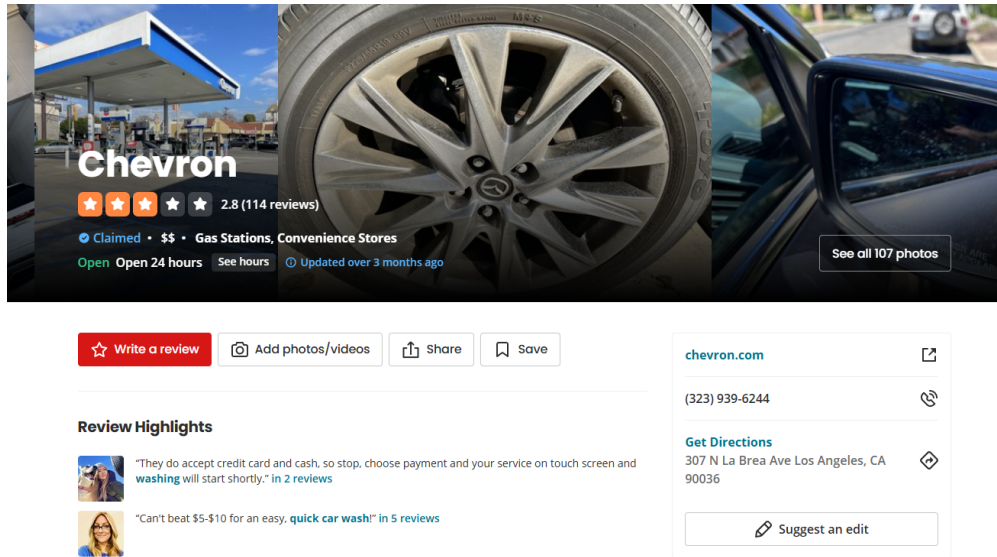 M+S
Chevron
2.8 (114 reviews)
Claimed • $$ • Gas Stations, Convenience Stores
Open Open 24 hours See hours Updated over 3 months ago
See all 107 photos
Write a review
Add photos/videos
Share
Save
Review Highlights
“They do accept credit card and cash, so stop, choose payment and your service on touch screen and
washing will start shortly.” in 2 reviews
“Can't beat $5-$10 for an easy, quick car wash!” in 5 reviews
chevron.com
(323) 939-6244
Get Directions
307 N La Brea Ave Los Angeles, CA
90036
Suggest an edit